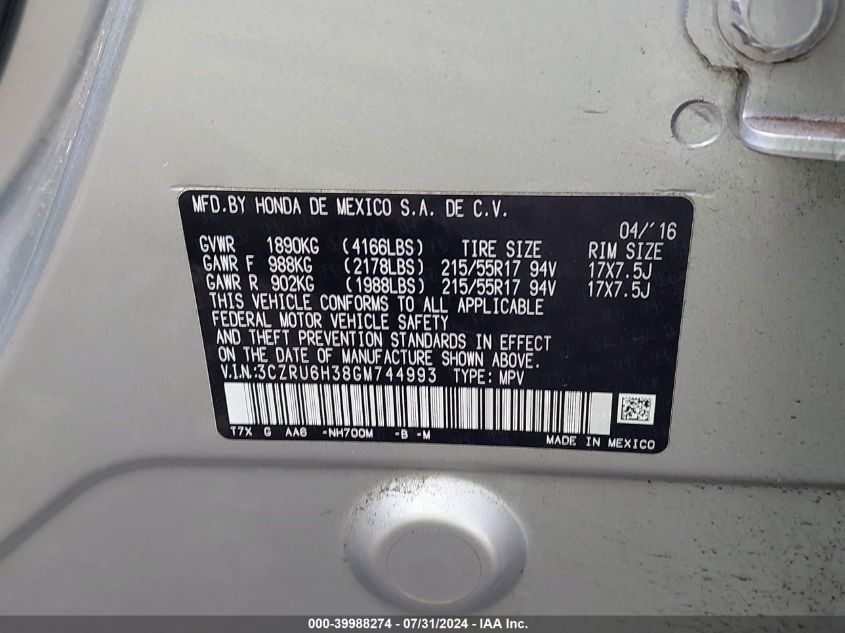 MFD.BY HONDA DE MEXICO S.A. DE C.V.
04/'16
GVWR 1890KG (4166LBS) TIRE SIZE RIM SIZE
GAWR F 988KG (2178LBS) 215/55R17 94V 17X7.5J
GAWR R 902KG (1988LBS) 215/55R17 94V 17X7.5J
THIS VEHICLE CONFORMS TO ALL APPLICABLE
FEDERAL MOTOR VEHICLE SAFETY
AND THEFT PREVENTION STANDARDS IN EFFECT
ON THE DATE OF MANUFACTURE SHOWN ABOVE.
V.I.N.:3CZRU6H38GM744993 TYPE: MPV
T7X G AA6 -NH700M -B -M
MADE IN MEXICO
000-39988274 | 07/31/2024 - IAAI.com